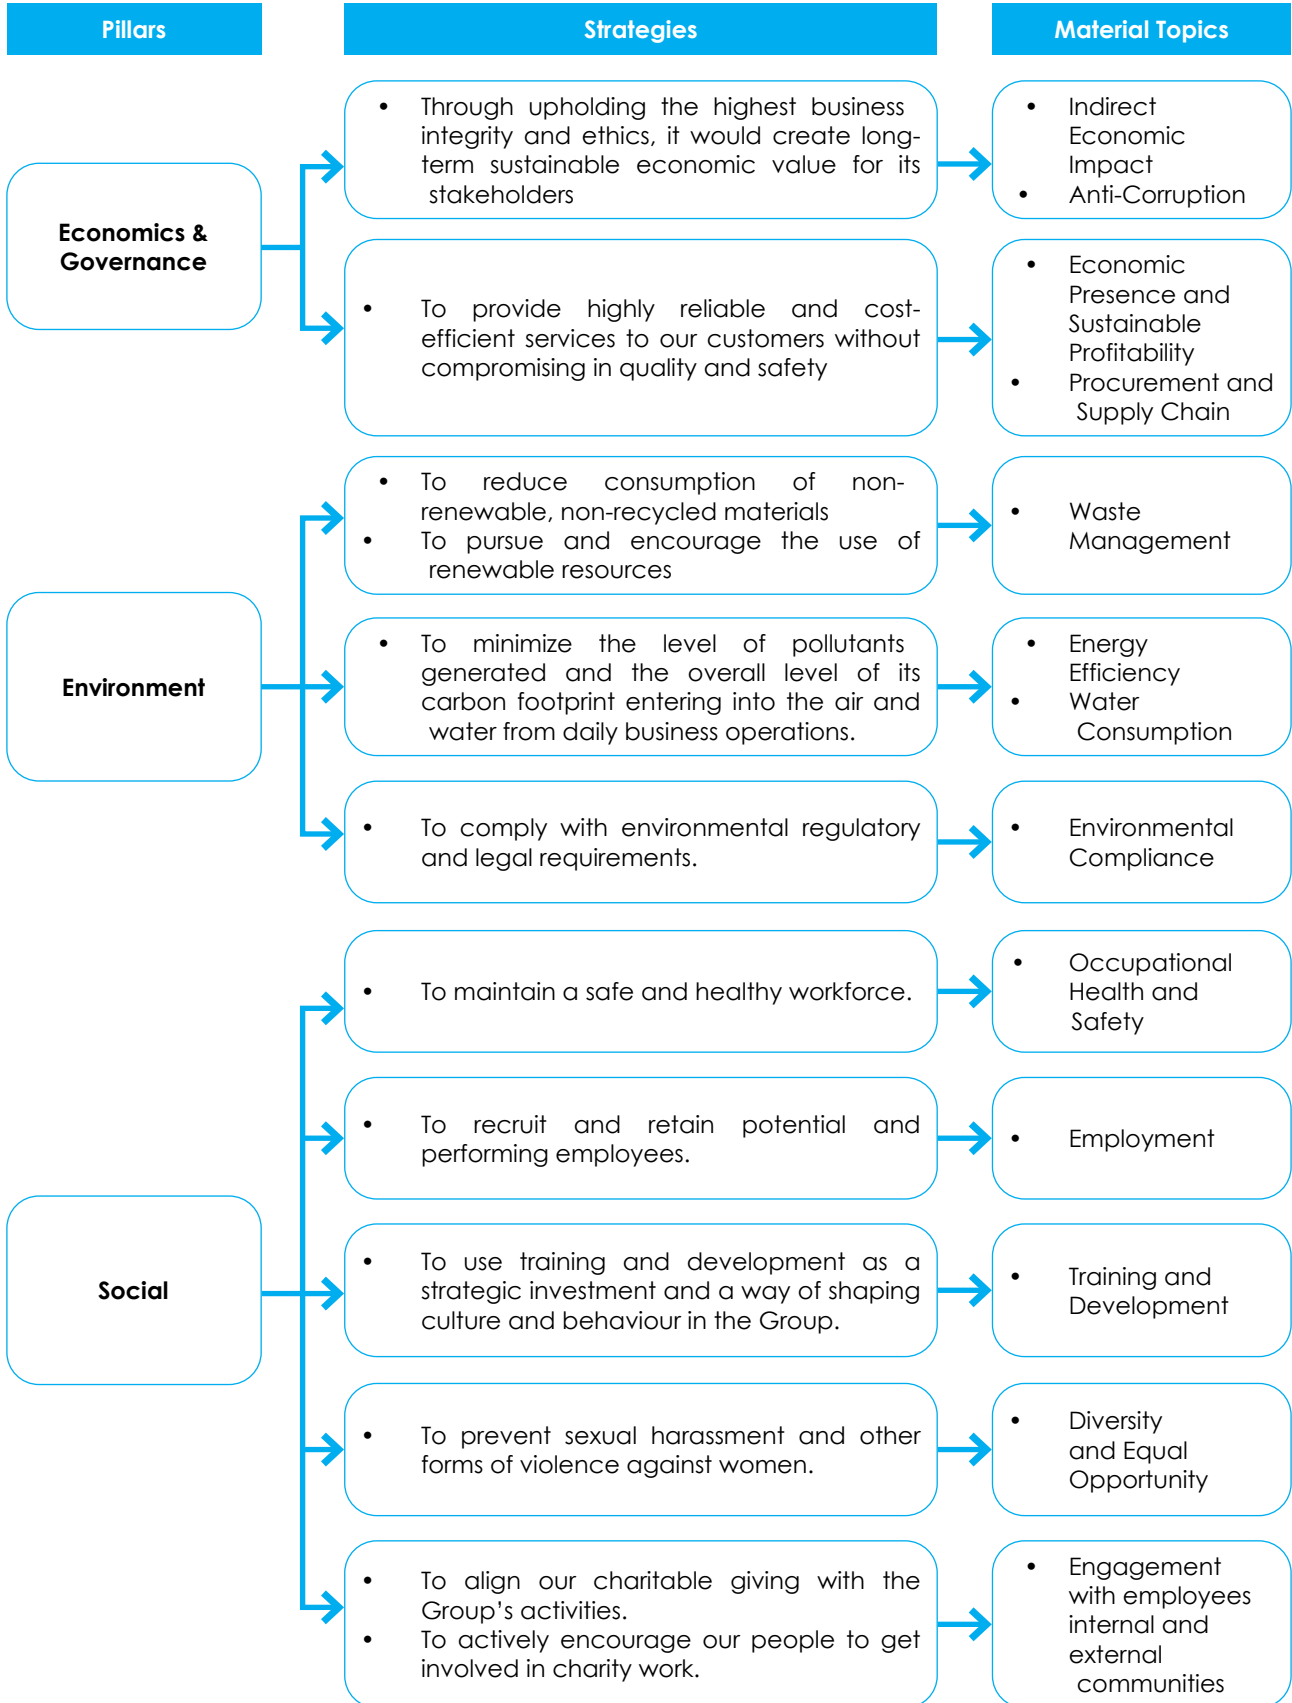 Pillars
Strategies
Material Topics
Economics &
Governance
• Through upholding the highest business
integrity and ethics, it would create long-
term sustainable economic value for its
stakeholders
• Indirect
Economic
Impact
• Anti-Corruption
• To provide highly reliable and cost-
efficient services to our customers without
compromising in quality and safety
• Economic
Presence and
Sustainable
Profitability
• Procurement and
Supply Chain
Environment
• To reduce consumption of non-
renewable, non-recycled materials
• To pursue and encourage the use of
renewable resources
• Waste
Management
• To minimize the level of pollutants
generated and the overall level of its
carbon footprint entering into the air and
water from daily business operations.
• Energy
Efficiency
• Water
Consumption
• To comply with environmental regulatory
and legal requirements.
• Environmental
Compliance
Social
• To maintain a safe and healthy workforce.
• Occupational
Health and
Safety
• To recruit and retain potential and
performing employees.
• Employment
• To use training and development as a
strategic investment and a way of shaping
culture and behaviour in the Group.
• Training and
Development
• To prevent sexual harassment and other
forms of violence against women.
• Diversity
and Equal
Opportunity
• To align our charitable giving with the
Group's activities.
• To actively encourage our people to get
involved in charity work.
• Engagement
with employees
internal and
external
communities